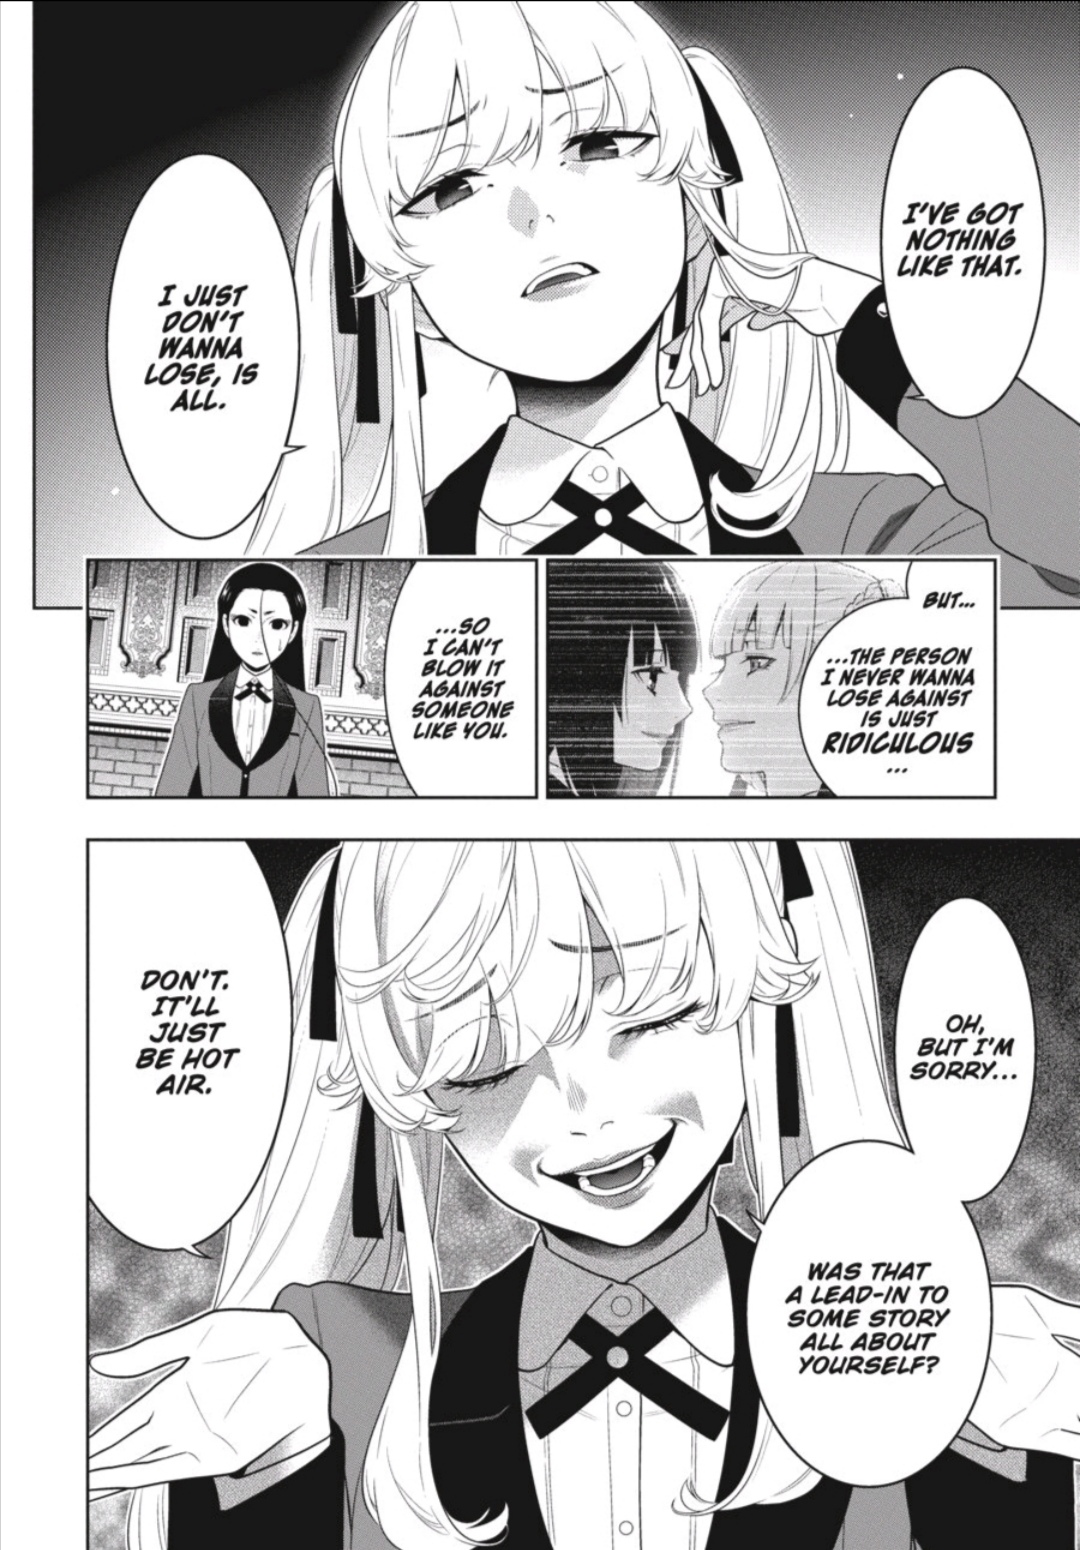 I'VE GOT
NOTHING
LIKE THAT.
I JUST
DON'T
WANNA
LOSE, IS
ALL.
BUT...
...THE PERSON
I NEVER WANNA
LOSE AGAINST
IS JUST
RIDICULOUS
...
...SO
I CAN'T
BLOW IT
AGAINST
SOMEONE
LIKE YOU.
OH,
BUT I'M
SORRY...
WAS THAT
A LEAD-IN TO
SOME STORY
ALL ABOUT
YOURSELF?
DON'T.
IT'LL
JUST
BE HOT
AIR.